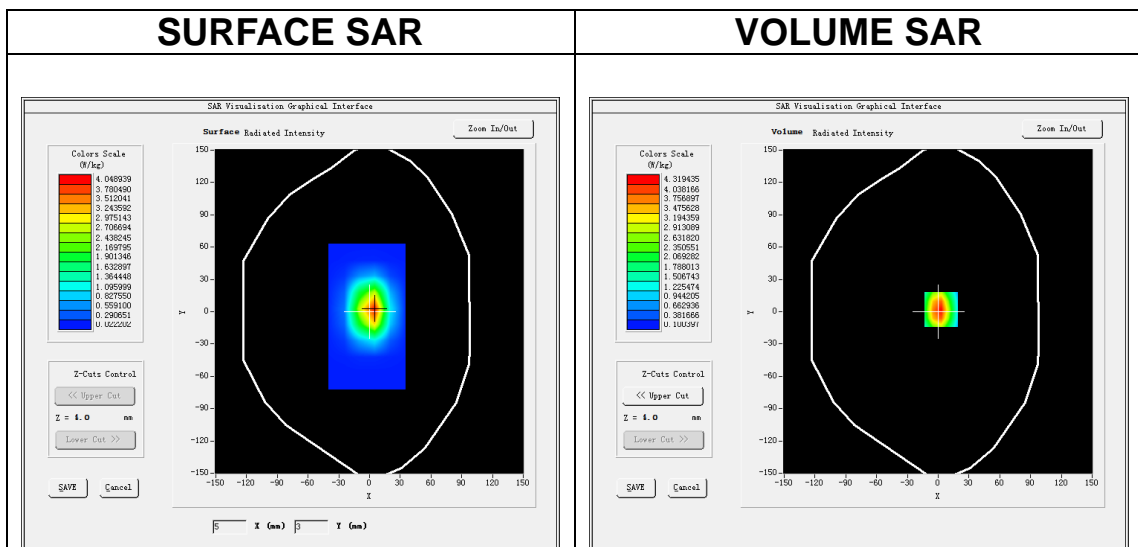 SURFACE SAR
VOLUME SAR
SAR Visualisation Graphical Interface
Surface Radiated Intensity
Zoom In/Out
Colors Scale
(W/kg)
4.048939
3.780490
3.512041
3.243592
2.975143
2.706694
2.438245
2.169795
1.901346
1.632897
1.364448
1.095999
0.827550
0.559100
0.290651
0.022202
150
120
90
60
30
0
-30
-60
-90
-120
-150
Y
-150 -120 -90 -60 -30 0 30 60 90 120 150
X
Z-Cuts Control
<< Upper Cut
Z = 4.0 mm
Lower Cut >>
SAVE Cancel
5 X (mm) 3 Y (mm)
SAR Visualisation Graphical Interface
Volume Radiated Intensity
Zoom In/Out
Colors Scale
(W/kg)
4.319435
4.038166
3.756897
3.475628
3.194359
2.913089
2.631820
2.350551
2.069282
1.788013
1.506743
1.225474
0.944205
0.662936
0.381666
0.100397
150
120
90
60
30
0
-30
-60
-90
-120
-150
Y
-150 -120 -90 -60 -30 0 30 60 90 120 150
X
Z-Cuts Control
<< Upper Cut
Z = 4.0 mm
Lower Cut >>
SAVE Cancel